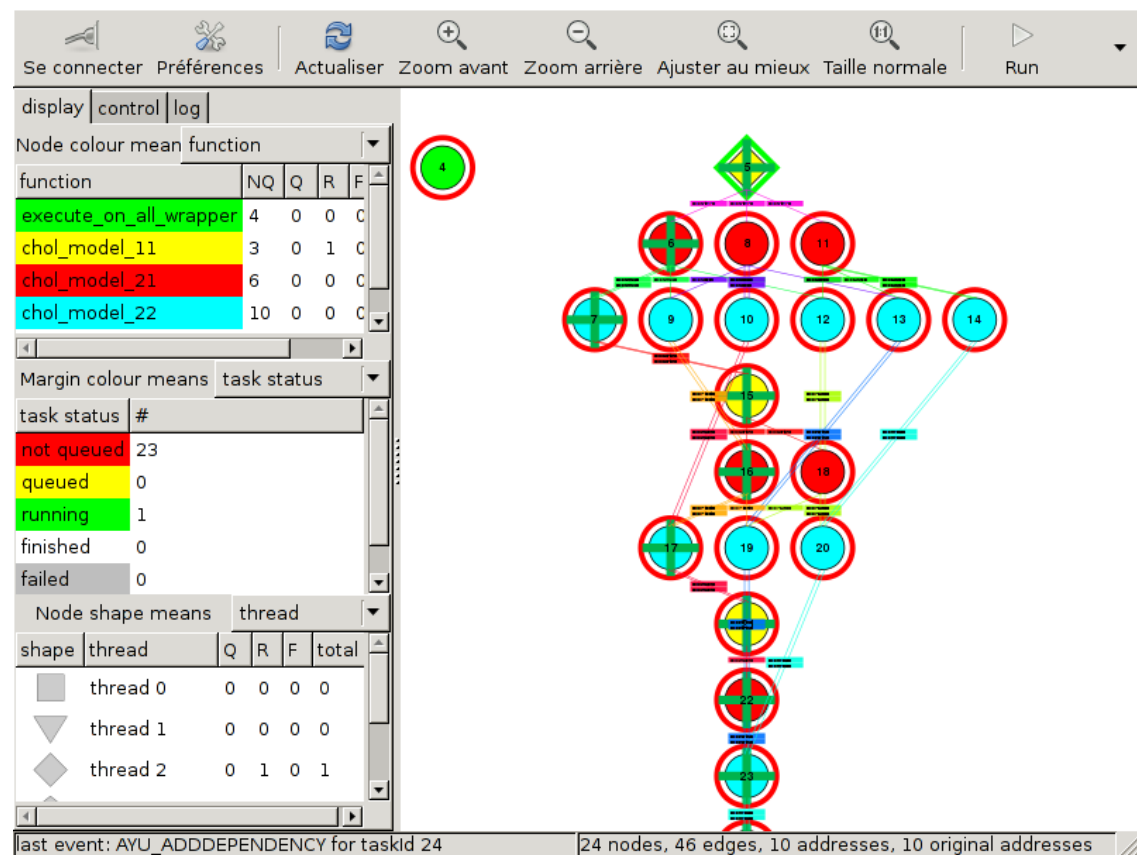 Se connecter Préférences Actualiser Zoom avant Zoom arrière Ajuster au mieux Taille normale Run
display control log
Node colour mean function
function NQ Q R F
execute_on_all_wrapper 4 0 0
chol_model_11 3 0 1
chol_model_21 6 0 0
chol_model_22 10 0 0
Margin colour means task status
task status #
not queued 23
queued 0
running 1
finished 0
failed 0
Node shape means thread
shape thread Q R F total
thread 0 0 0 0 0
thread 1 0 0 0 0
thread 2 0 1 0 1
4 5
6 8 11
7 9 10 12 13 14
15
16 18
17 19 20
22
23
last event: AYU_ADDDEPENDENCY for taskId 24 24 nodes, 46 edges, 10 addresses, 10 original addresses